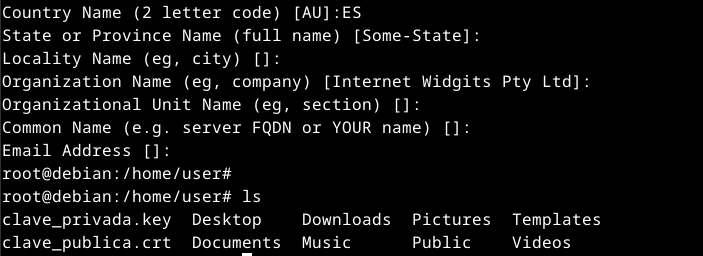 Country Name (2 letter code) [AU]:ES
State or Province Name (full name) [Some-State]:
Locality Name (eg, city) []:
Organization Name (eg, company) [Internet Widgits Pty Ltd]:
Organizational Unit Name (eg, section) []:
Common Name (e.g. server FQDN or YOUR name) []:
Email Address []:
root@debian:/home/user#
root@debian:/home/user# ls
clave_privada.key  Desktop    Downloads  Pictures  Templates
clave_publica.crt  Documents  Music      Public    Videos